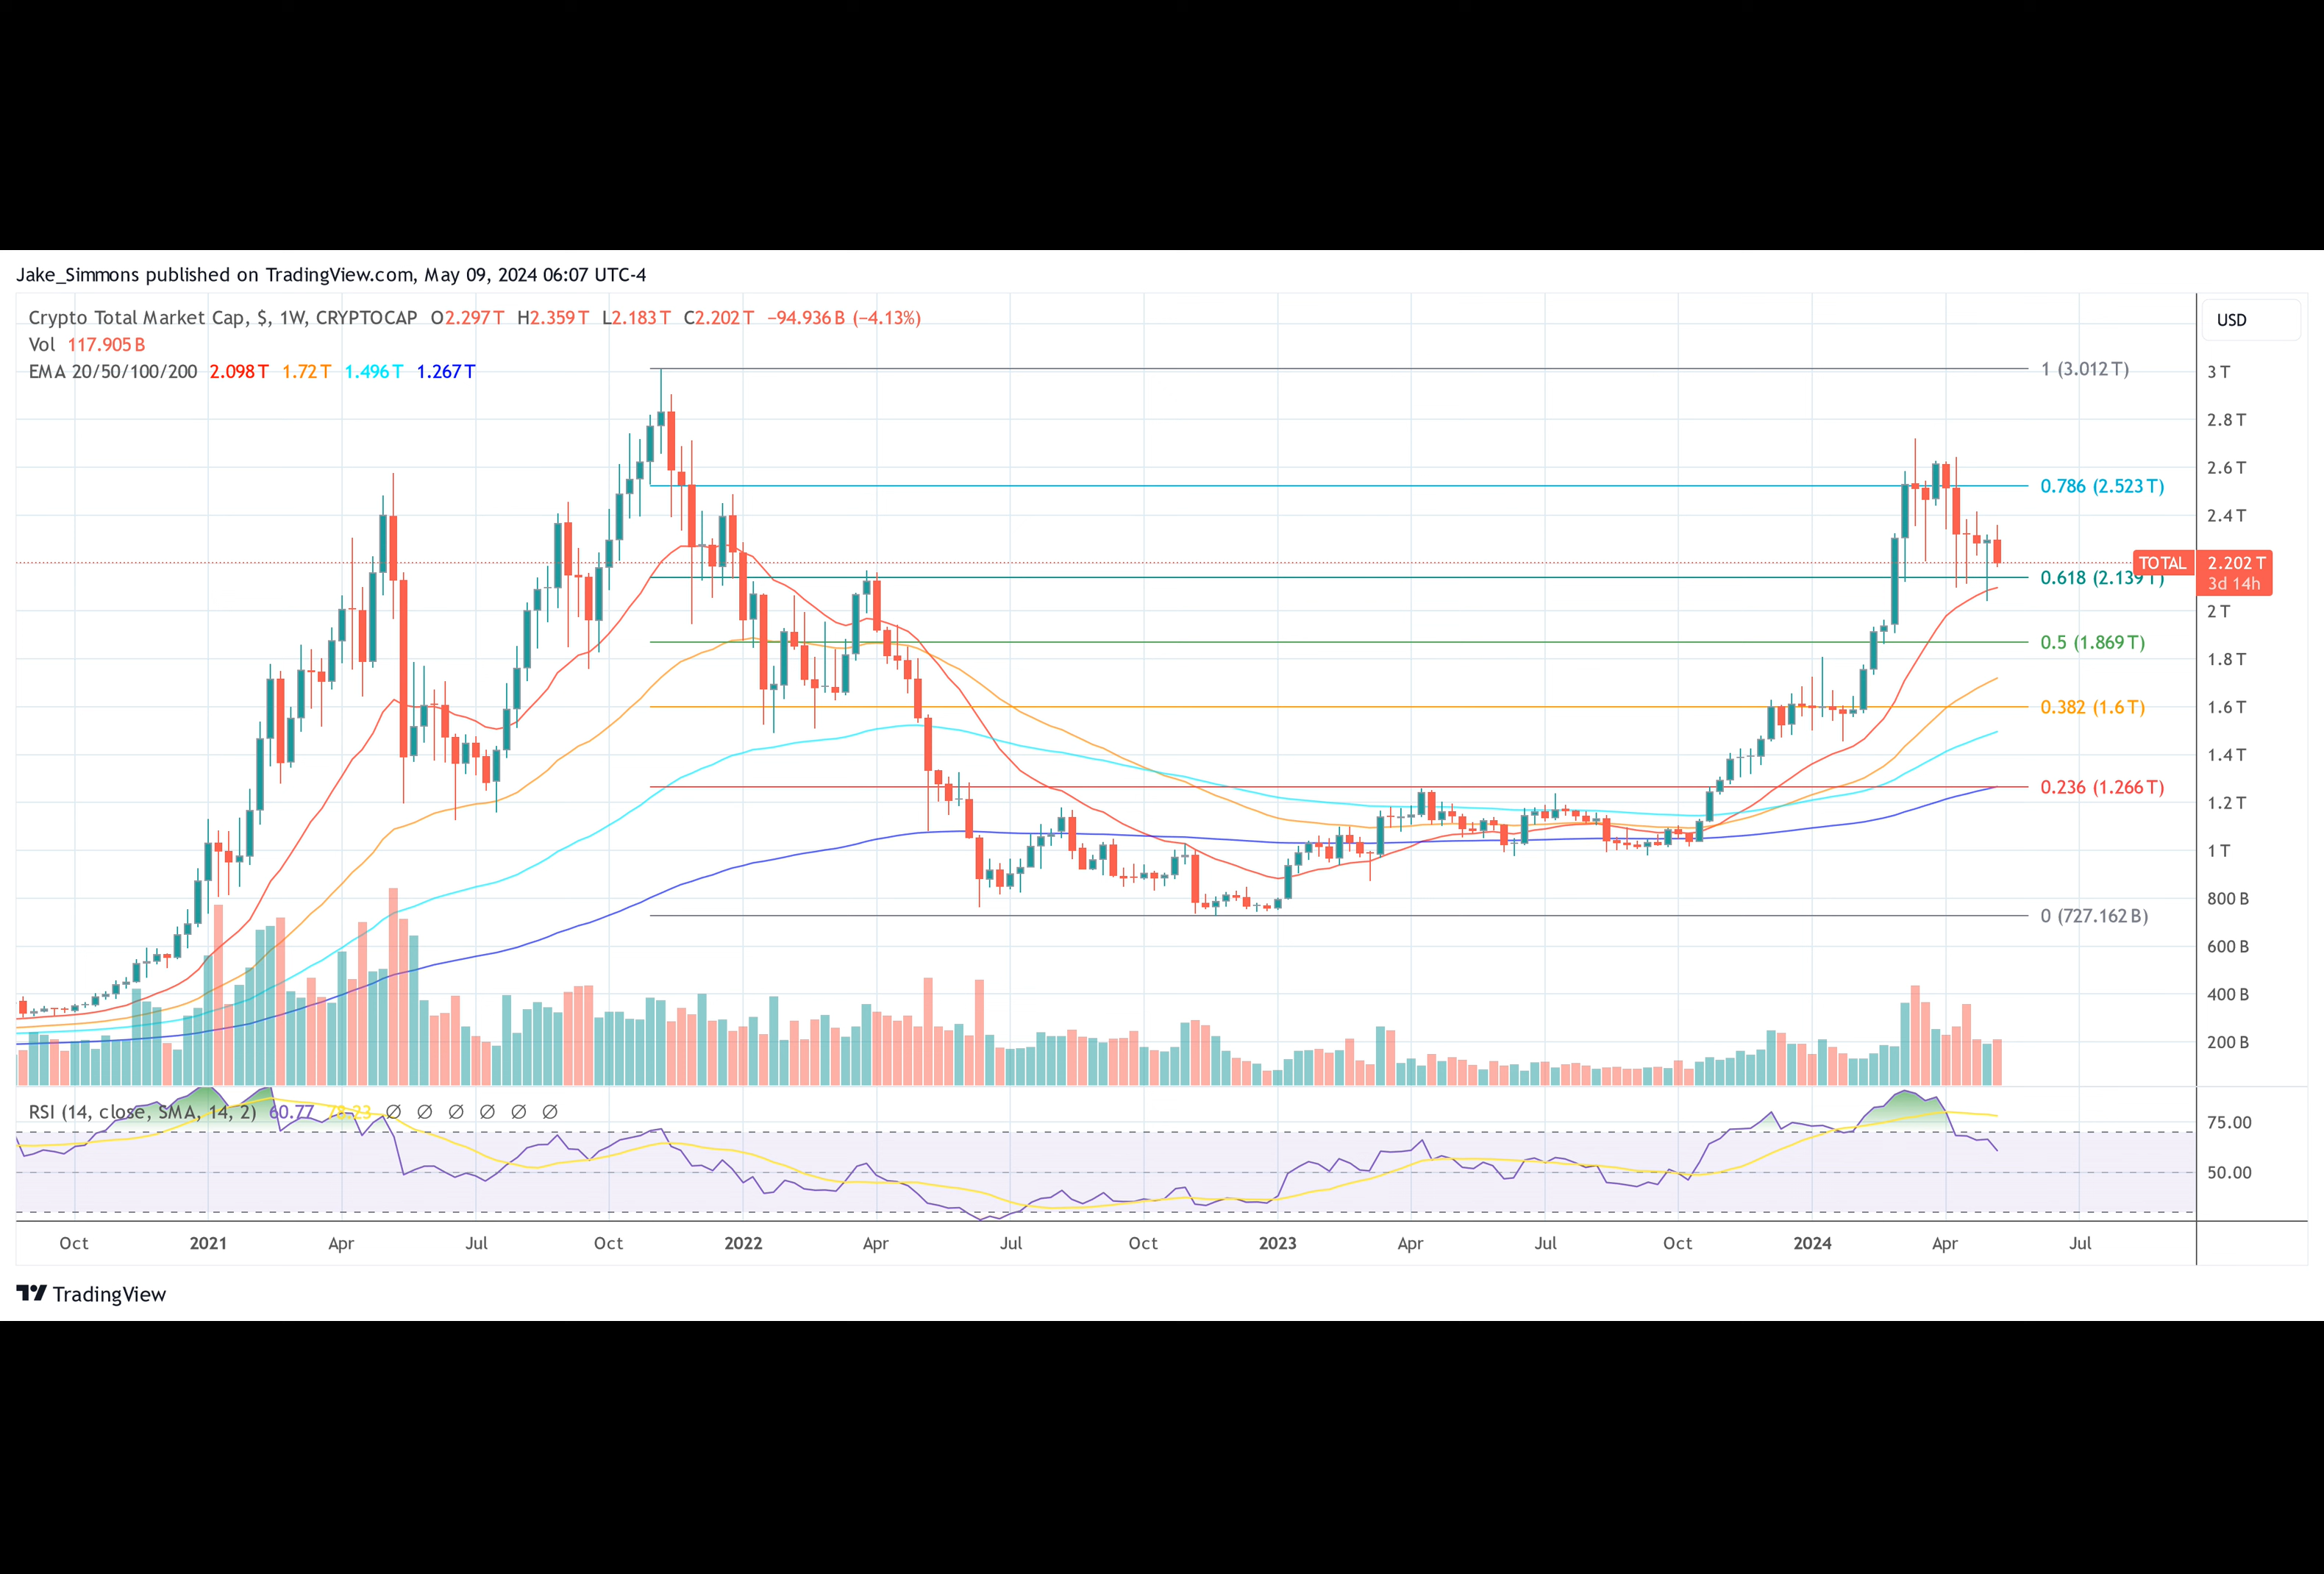 Jake_Simmons published on TradingView.com, May 09, 2024 06:07 UTC-4
Crypto Total Market Cap, $, 1W, CRYPTOCAP O2.297 T H2.359 T L2.183 T C2.202 T −94.936 B (−4.13%)
Vol 117.905 B
EMA 20/50/100/200 2.098 T 1.72 T 1.496 T 1.267 T
USD
1 (3.012 T)
3 T
2.8 T
2.6 T
0.786 (2.523 T)
2.4 T
TOTAL 2.202 T
3d 14h
0.618 (2.139 T)
2 T
0.5 (1.869 T)
1.8 T
0.382 (1.6 T)
1.6 T
1.4 T
0.236 (1.266 T)
1.2 T
1 T
800 B
0 (727.162 B)
600 B
400 B
200 B
RSI (14, close, SMA, 14, 2) 60.77 78.23 ∅ ∅ ∅ ∅ ∅ ∅
75.00
50.00
Oct 2021 Apr Jul Oct 2022 Apr Jul Oct 2023 Apr Jul Oct 2024 Apr Jul
TradingView